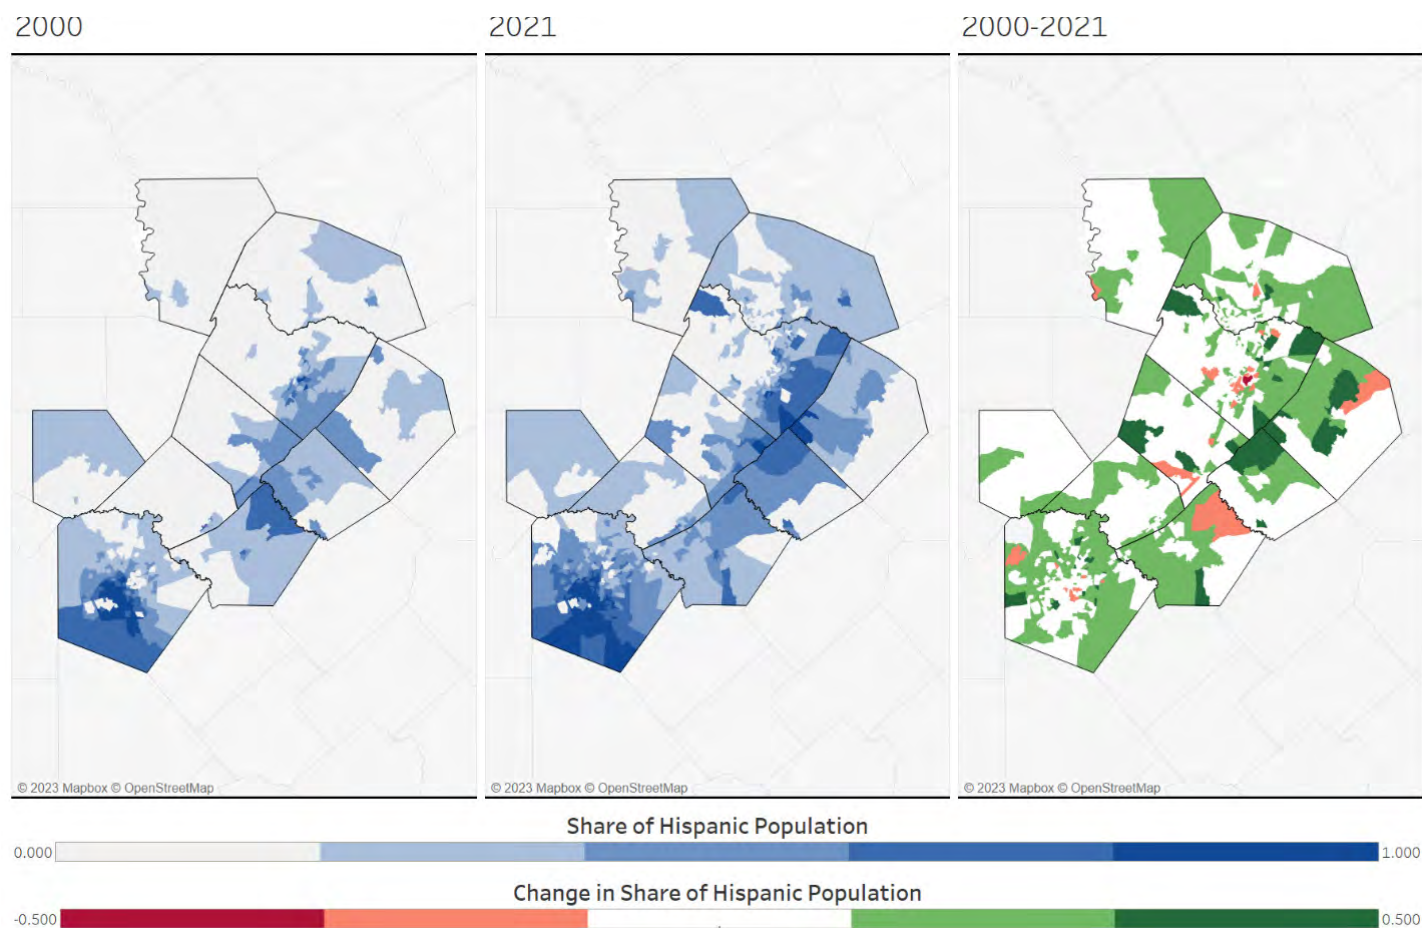 2000
2021
2000-2021
© 2023 Mapbox © OpenStreetMap
© 2023 Mapbox © OpenStreetMap
© 2023 Mapbox © OpenStreetMap
Share of Hispanic Population
0.000
1.000
Change in Share of Hispanic Population
-0.500
0.500